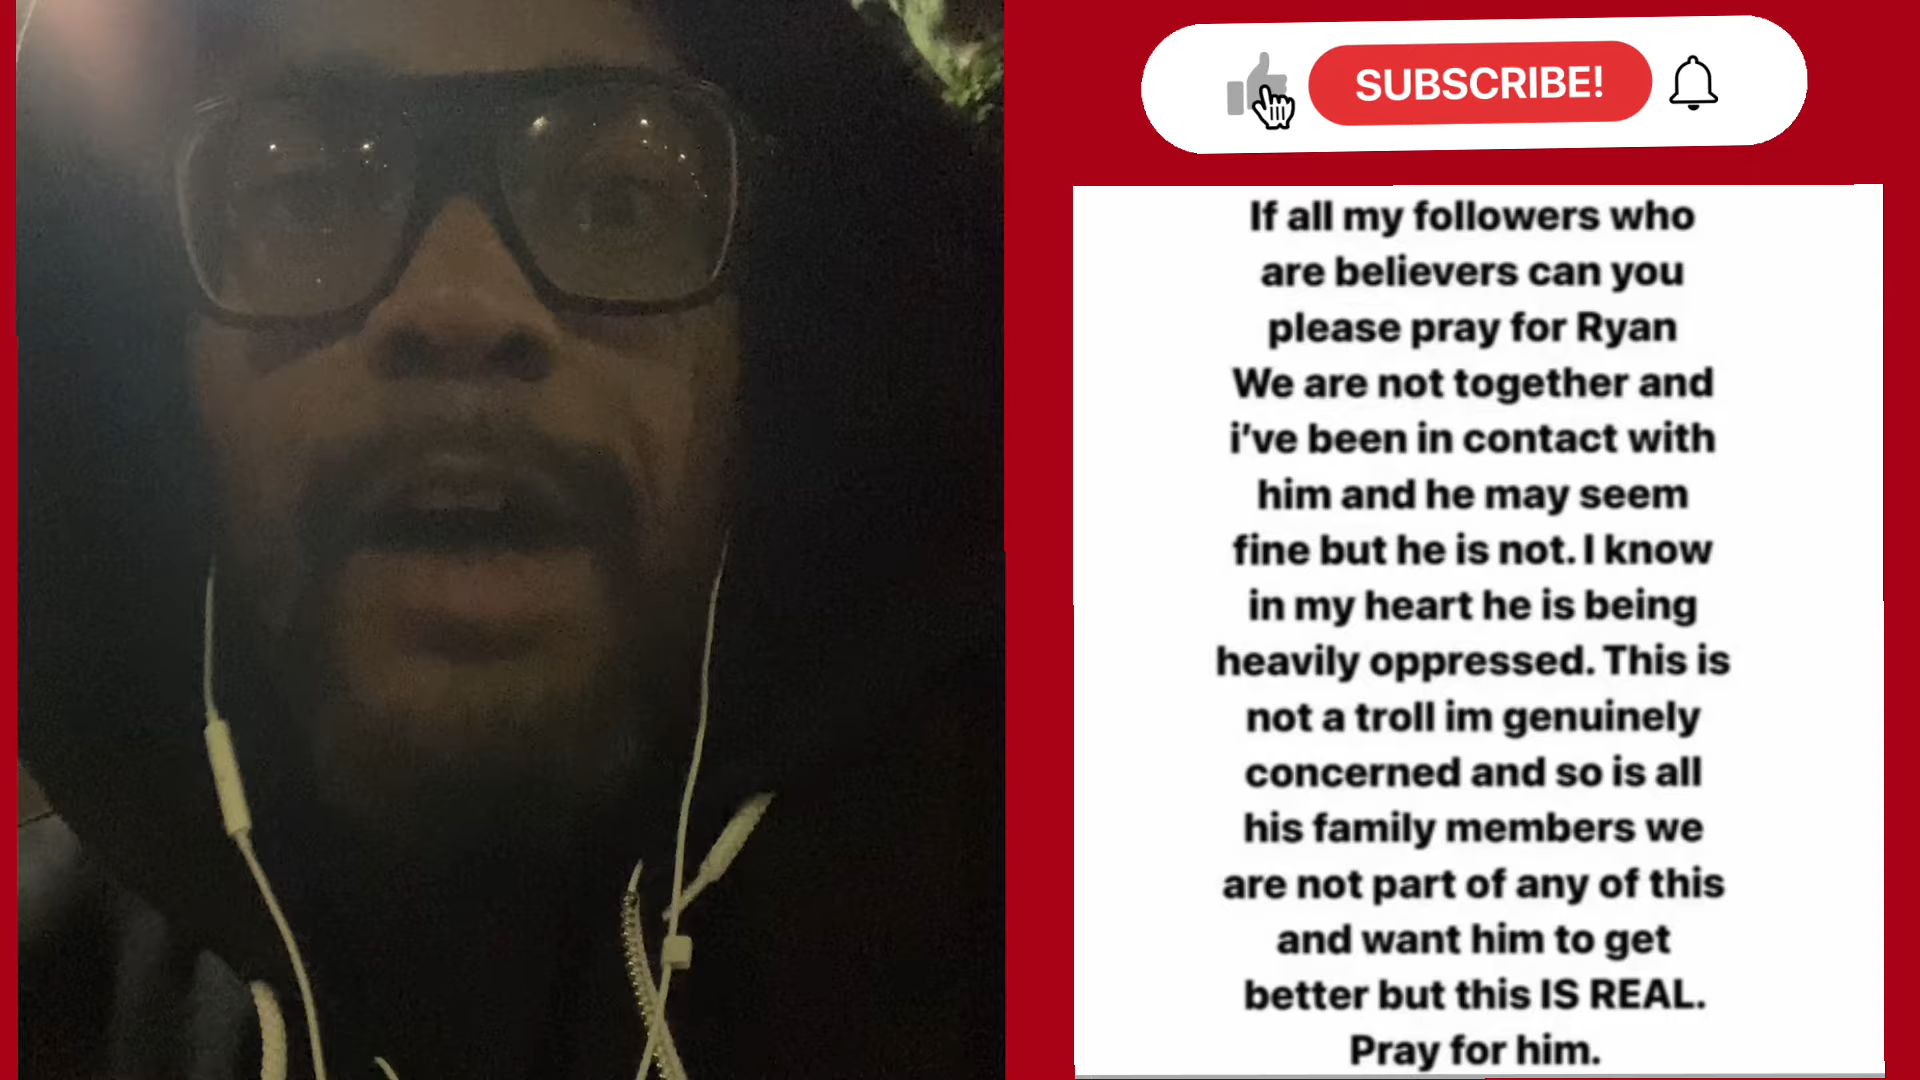 SUBSCRIBE!
If all my followers who
are believers can you
please pray for Ryan
We are not together and
i’ve been in contact with
him and he may seem
fine but he is not. I know
in my heart he is being
heavily oppressed. This is
not a troll im genuinely
concerned and so is all
his family members we
are not part of any of this
and want him to get
better but this IS REAL.
Pray for him.